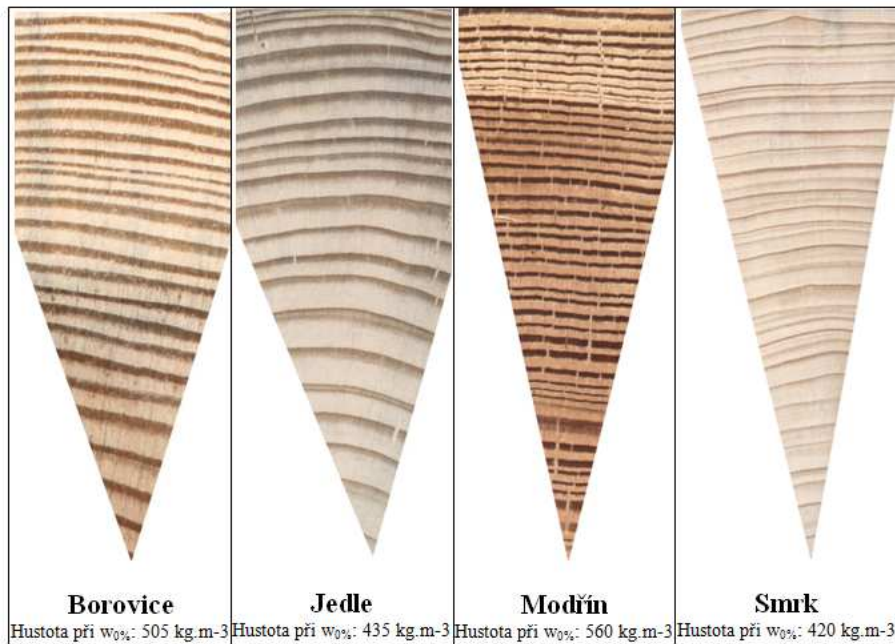 Borovice
Hustota při w0%: 505 kg.m-3
Jedle
Hustota při w0%: 435 kg.m-3
Modřín
Hustota při w0%: 560 kg.m-3
Smrk
Hustota při w0%: 420 kg.m-3